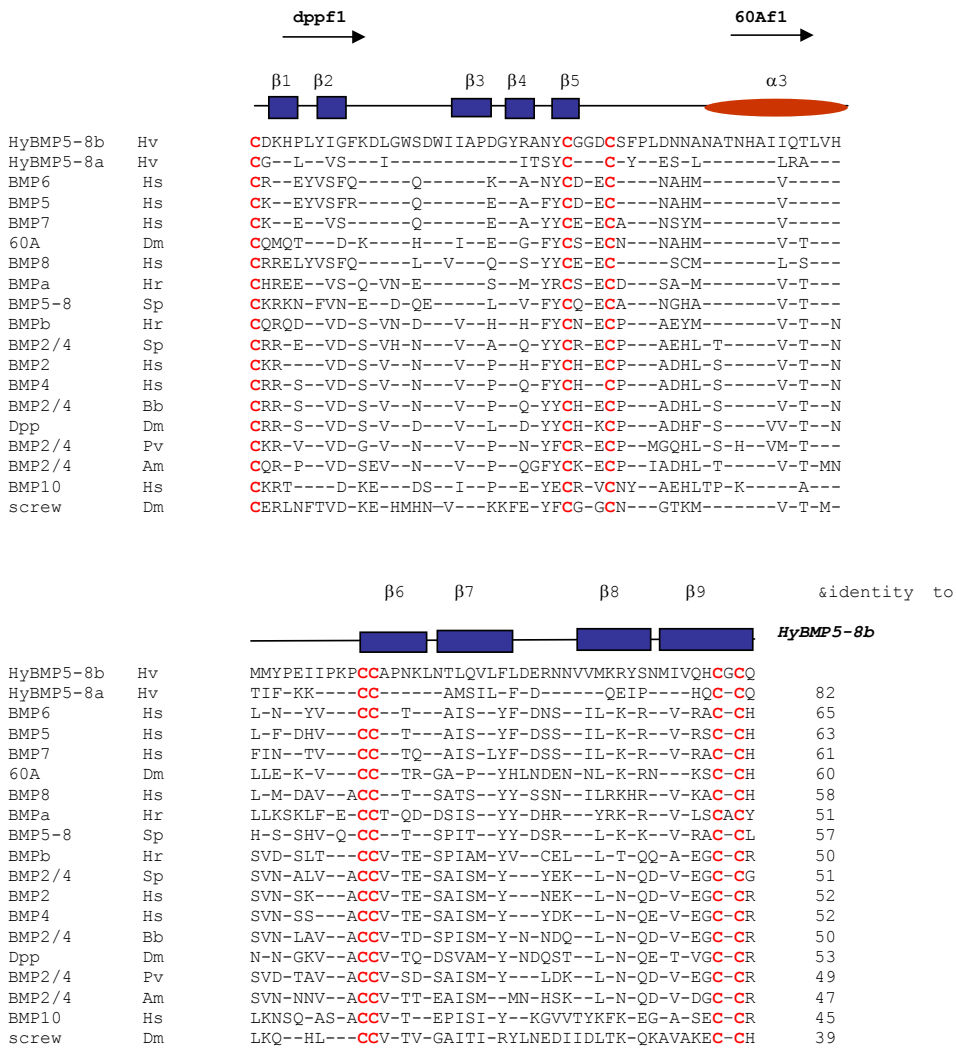 dppf1 60Af1
β1 β2 β3 β4 β5 α3
HyBMP5-8b Hv CDKHPLYIGFKDLGWSDWIIAPDGYRANYCGGDCSFPLDNNANATNHAIIQTLVH
HyBMP5-8a Hv CG--L--VS---I---------------ITSYC---C--Y--ES-L--------LRA----
BMP6 Hs CR--EYVSFQ-----Q-------K--A-NYCD-EC-----NAHM-------V-----
BMP5 Hs CK--EYVSFR------Q-------E--A-FYCD-EC----NAHM-------V-----
BMP7 Hs CK--E--VS-------Q-------E--A-YYCE-ECA---NSYM-------V-----
60A Dm CQMQT---D-K----H---I--E--G-FYCS-ECN---NAHM-------V-T---
BMP8 Hs CRRELYVSFQ-----L--V---Q--S-YYCE-EC-----SCM-------L-S----
BMPa Hr CHREE--VS-Q-VNE--------S--M-YRCS-ECD---SA-M------V-T---
BMP5-8 Sp CKRKN-FVN-E--D-QE------L--V-FYCQ-ECA---NGHA-------V-T---
BMPb Hr CQRQD--VD-S-VND---V---H--H-FYCN-ECP---AEYM-------V-T--N
BMP2/4 Sp CRR-E--VD-S-VH-N---V--A--Q-YYCR-ECP---AEHL-T-----V-T--N
BMP2 Hs CKR----VD-S-V--N---V--P--H-FYCH-ECP---ADHL-S-----V-T--N
BMP4 Hs CRR-S--VD-S-V--N---V--P--Q-FYCH-ECP---ADHL-S-----V-T--N
BMP2/4 Bb CRR-S--VD-S-V--N---V--P--Q-YYCH-ECP---ADHL-S-----V-T--N
Dpp Dm CRR-S--VD-S-V--D---V--L--D-YYCH-KCP---ADHF-S----VV-T--N
BMP2/4 Pv CKR-V--VD-G-V--N---V--P--N-YFCR-ECP--MGQHL-S-H--VM-T---
BMP2/4 Am CQR-P--VD-SEV--N---V--P--QGFYCK-ECP--IADHL-T-----V-T-MN
BMP10 Hs CKRT----D-KE---DS--I--P--E-YECR-VCNY--AEHLTP-K-----A---
screw Dm CERLNFTVD-KE-HMHN-V---KKFE-YFCG-GCN---GTKM-------V-T-M-
β6 β7 β8 β9 &identity to
HyBMP5-8b
HyBMP5-8b Hv MMYPEIIPKPCCAPNKLNTLQVLFLDERNNVVMKRYSNMIVQHCGCQ
HyBMP5-8a Hv TIF-KK----CC-------AMSIL-F-D-------QEIP----HQC-CQ 82
BMP6 Hs L-N--YV---CC--T---AIS--YF-DNS---IL-K-R--V-RAC-CH 65
BMP5 Hs L-F-DHV---CC--T---AIS--YF-DSS---IL-K-R--V-RSC-CH 63
BMP7 Hs FIN--TV---CC--TQ--AIS-LYF-DSS---IL-K-R--V-RAC-CH 61
60A Dm LLE-K-V---CC--TR-GA-P--YHLNDEN-NL-K-RN---KSC-CH 60
BMP8 Hs L-M-DAV--ACC--T--SATS--YY-SSN---ILRKHR--V-KAC-CH 58
BMPa Hr LLKSKLF-E-CCT-QD-DSIS--YY-DHR---YRK-R--V-LSCACY 51
BMP5-8 Sp H-S-SHV-Q-CC--T--SPIT--YY-DSR---L-K-K--V-RAC-CL 57
BMPb Hr SVD-SLT---CCV-TE-SPIAM-YV--CEL--L-T-QQ-A-EGC-CR 50
BMP2/4 Sp SVN-ALV--ACCV-TE-SAISM-Y---YEK--L-N-QD-V-EGC-CG 51
BMP2 Hs SVN-SK---ACCV-TE-SAISM-Y---NEK--L-N-QD-V-EGC-CR 52
BMP4 Hs SVN-SS---ACCV-TE-SAISM-Y---YDK--L-N-QE-V-EGC-CR 52
BMP2/4 Bb SVN-LAV--ACCV-TD-SPISM-Y-N-NDQ--L-N-QD-V-EGC-CR 50
Dpp Dm N-N-GKV--ACCV-TQ-DSVAM-Y-NDQST--L-N-QE-T-VGC-CR 53
BMP2/4 Pv SVD-TAV--ACCV-SD-SAISM-Y---LDK--L-N-QD-V-EGC-CR 49
BMP2/4 Am SVN-NNV--ACCV-TT-EAISM--MN-HSK--L-N-QD-V-DGC-CR 47
BMP10 Hs LKNSQ-AS-ACCV-T--EPISI-Y--KGVVTYKFK-EG-A-SEC-CR 45
screw Dm LKQ--HL---CCV-TV-GAITI-RYLNEDIIDLTK-QKAVAKEC-CH 39